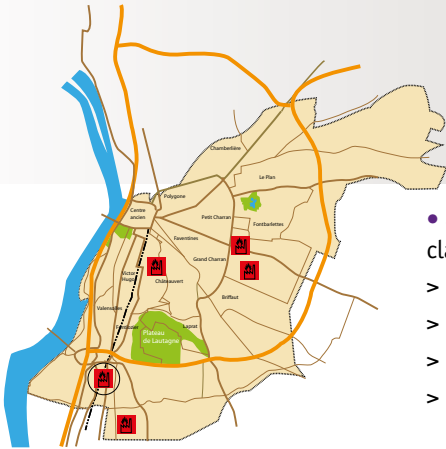 Chamberlière
Le Plan
Polygone
Centre
ancien
Petit Charran
Fontbarlettes
Faventines
Grand Charran
Victor
Hugo
Châteauvert
Briffaut
Valensolles
Laprat
Plateau
de Lautagne
•
cla
>
>
>
>